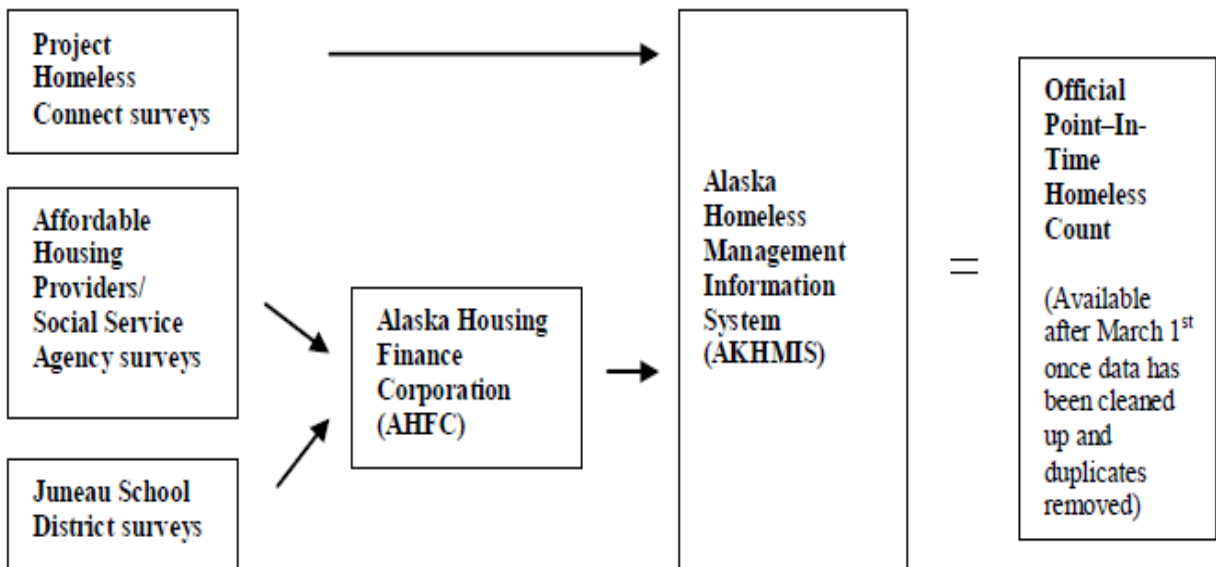 Project
Homeless
Connect surveys
Affordable
Housing
Providers/
Social Service
Agency surveys
Juneau School
District surveys
Alaska Housing
Finance
Corporation
(AHFC)
Alaska
Homeless
Management
Information
System
(AKHMIS)
=
Official
Point–In-
Time
Homeless
Count
(Available
after March 1st
once data has
been cleaned
up and
duplicates
removed)